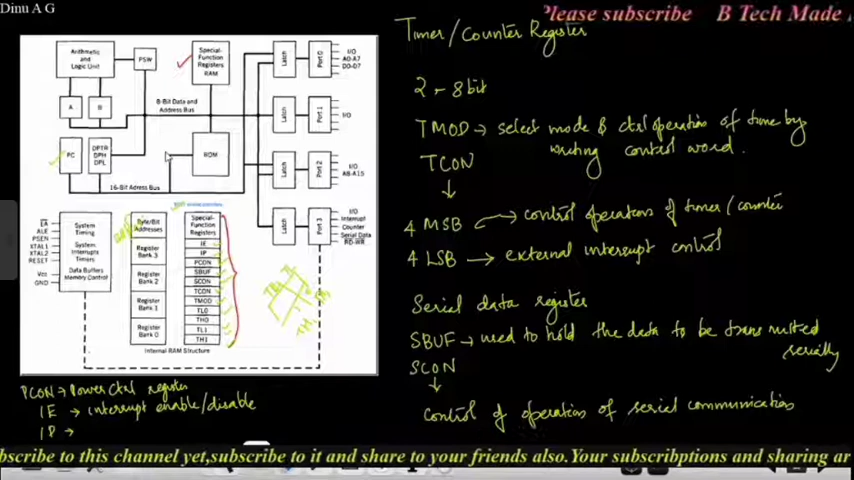 Dinu A G
Please subscribe B Tech Made
Arithmetic and Logic Unit
PSW
Special-Function Registers RAM
Latch
Port 0
I/O
A0-A7
D0-D7
A
B
8-Bit Data and Address Bus
Latch
Port 1
I/O
PC
DPTR
DPH
DPL
ROM
Latch
Port 2
I/O
A8-A15
16-Bit Adress Bus
EA
ALE
PSEN
XTAL1
XTAL2
RESET
Vcc
GND
System Timing
System Interrupts Timers
Data Buffers
Memory Control
Byte/Bit Addresses
Register Bank 3
Register Bank 2
Register Bank 1
Register Bank 0
Special-Function Registers
IE
IP
PCON
SBUF
SCON
TCON
TMOD
TL0
TH0
TL1
TH1
Internal RAM Structure
Latch
Port 3
I/O
Interrupt
Counter
Serial Data
RD-WR
PCON → Power Ctrl register
IE → interrupt enable/disable
IP →
Timer/Counter Register
2 - 8bit
TMOD → select mode & ctrl operation of time by
writing control word.
TCON
↓
4 MSB → control operations of timer/counter
4 LSB → external interrupt control
Serial data register
SBUF → used to hold the data to be transmitted
serially
SCON
↓
control of operation of serial communication
bscribe to this channel yet,subscribe to it and share to your friends also.Your subscribptions and sharing ar